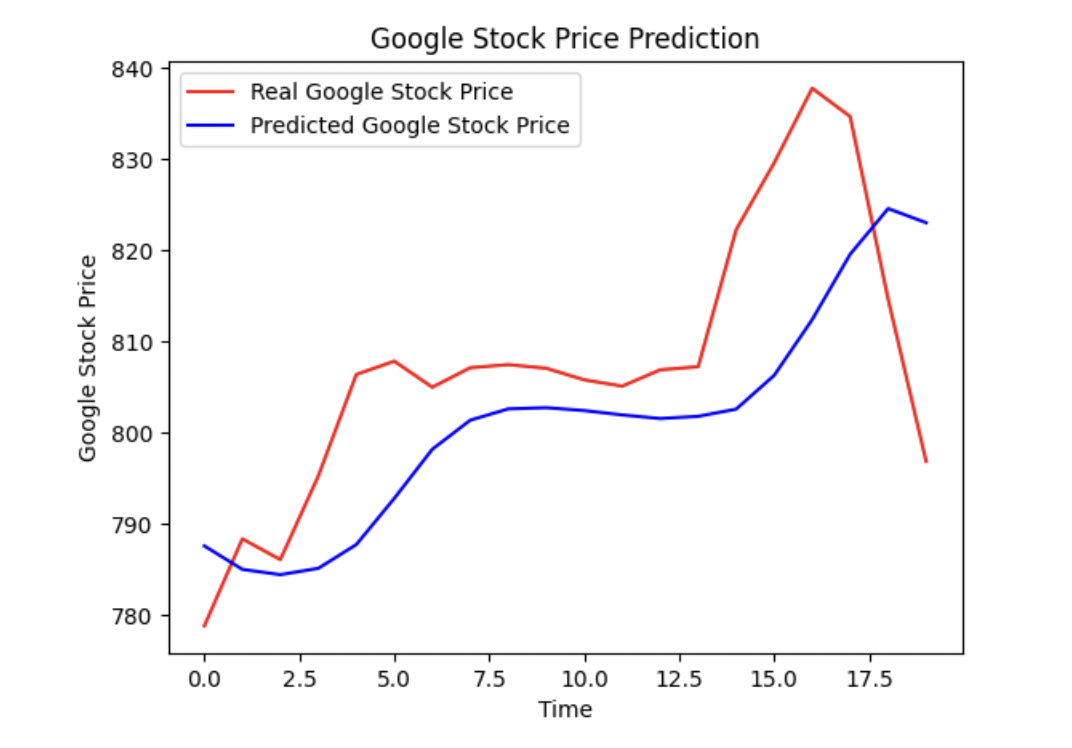 Google Stock Price Prediction
Real Google Stock Price
Predicted Google Stock Price
840
830
820
810
800
790
780
Google Stock Price
0.0 2.5 5.0 7.5 10.0 12.5 15.0 17.5
Time